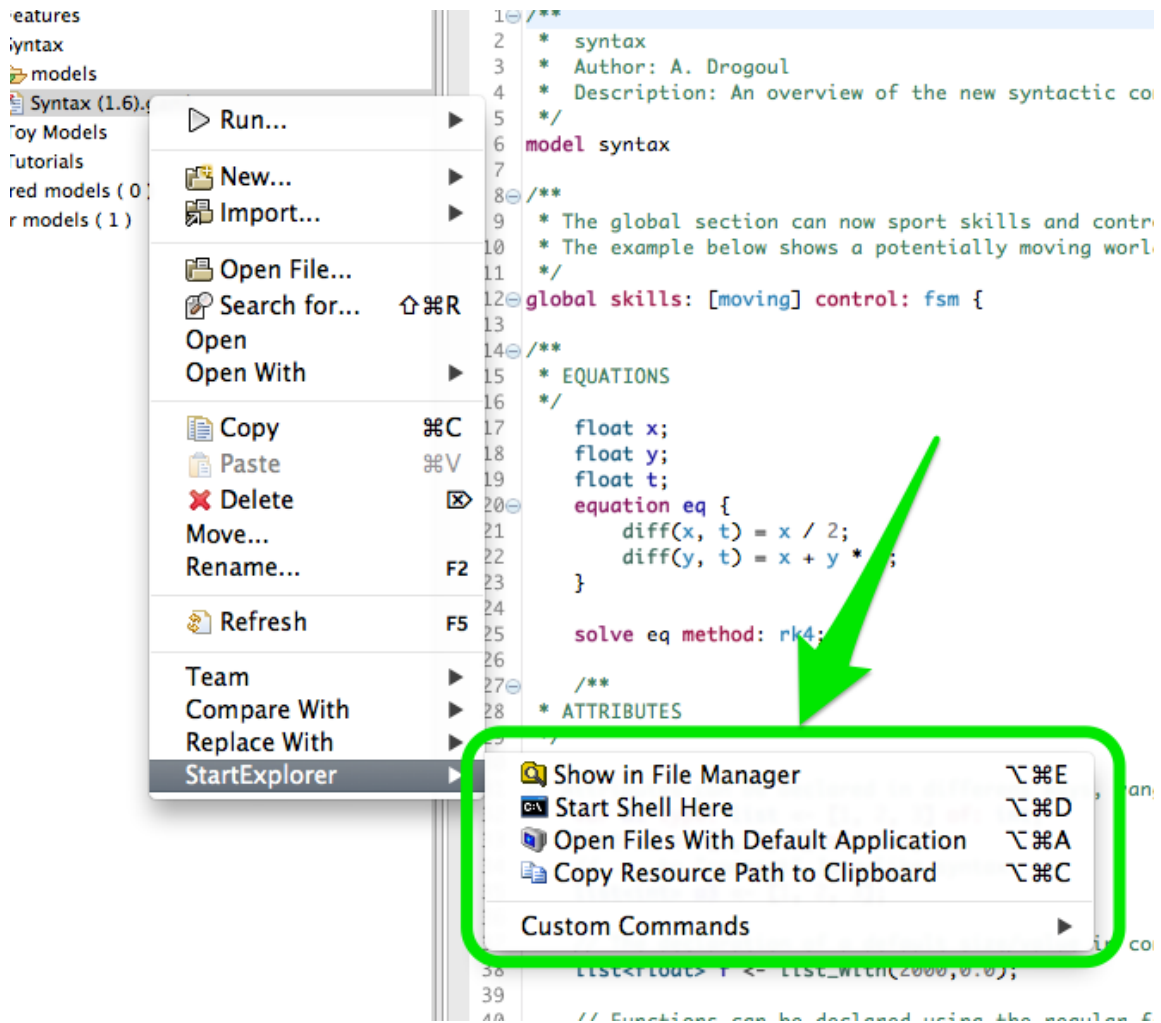 eatures
Syntax
models
Syntax (1.6).g
Toy Models
Tutorials
red models ( 0 )
r models ( 1 )
Run...
New...
Import...
Open File...
Search for... ⇧⌘R
Open
Open With
Copy ⌘C
Paste ⌘V
Delete ⌦
Move...
Rename... F2
Refresh F5
Team
Compare With
Replace With
StartExplorer
Show in File Manager ⌥⌘E
Start Shell Here ⌥⌘D
Open Files With Default Application ⌥⌘A
Copy Resource Path to Clipboard ⌥⌘C
Custom Commands
1 /**
2 * syntax
3 * Author: A. Drogoul
4 * Description: An overview of the new syntactic co
5 */
6 model syntax
7
8 /**
9 * The global section can now sport skills and contr
10 * The example below shows a potentially moving worl
11 */
12 global skills: [moving] control: fsm {
13
14 /**
15 * EQUATIONS
16 */
17 float x;
18 float y;
19 float t;
20 equation eq {
21 diff(x, t) = x / 2;
22 diff(y, t) = x + y * ;
23 }
24
25 solve eq method: rk4;
26
27 /**
28 * ATTRIBUTES
29 */
38 list<float> r <- list_with(2000,0.0);
39
40 // Functions can be declared using the regular f